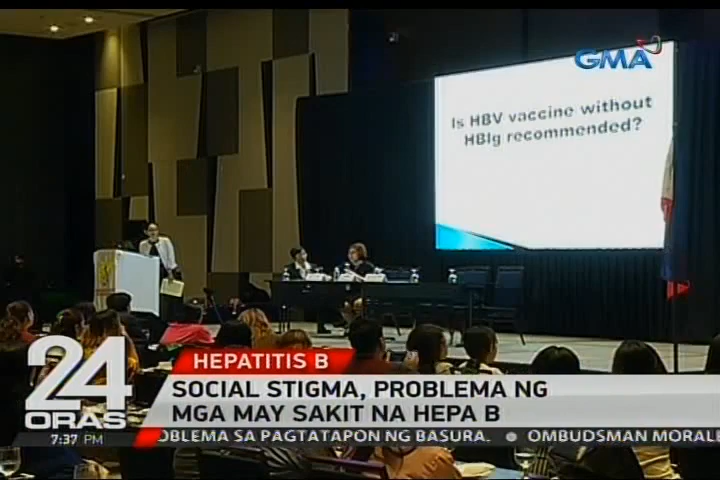 GMA
Is HBV vaccine without
HBIg recommended?
HEPATITIS B
SOCIAL STIGMA, PROBLEMA NG
MGA MAY SAKIT NA HEPA B
24
ORAS
7:37 PM
OBLEMA SA PAGTATAPON NG BASURA. OMBUDSMAN MORALE